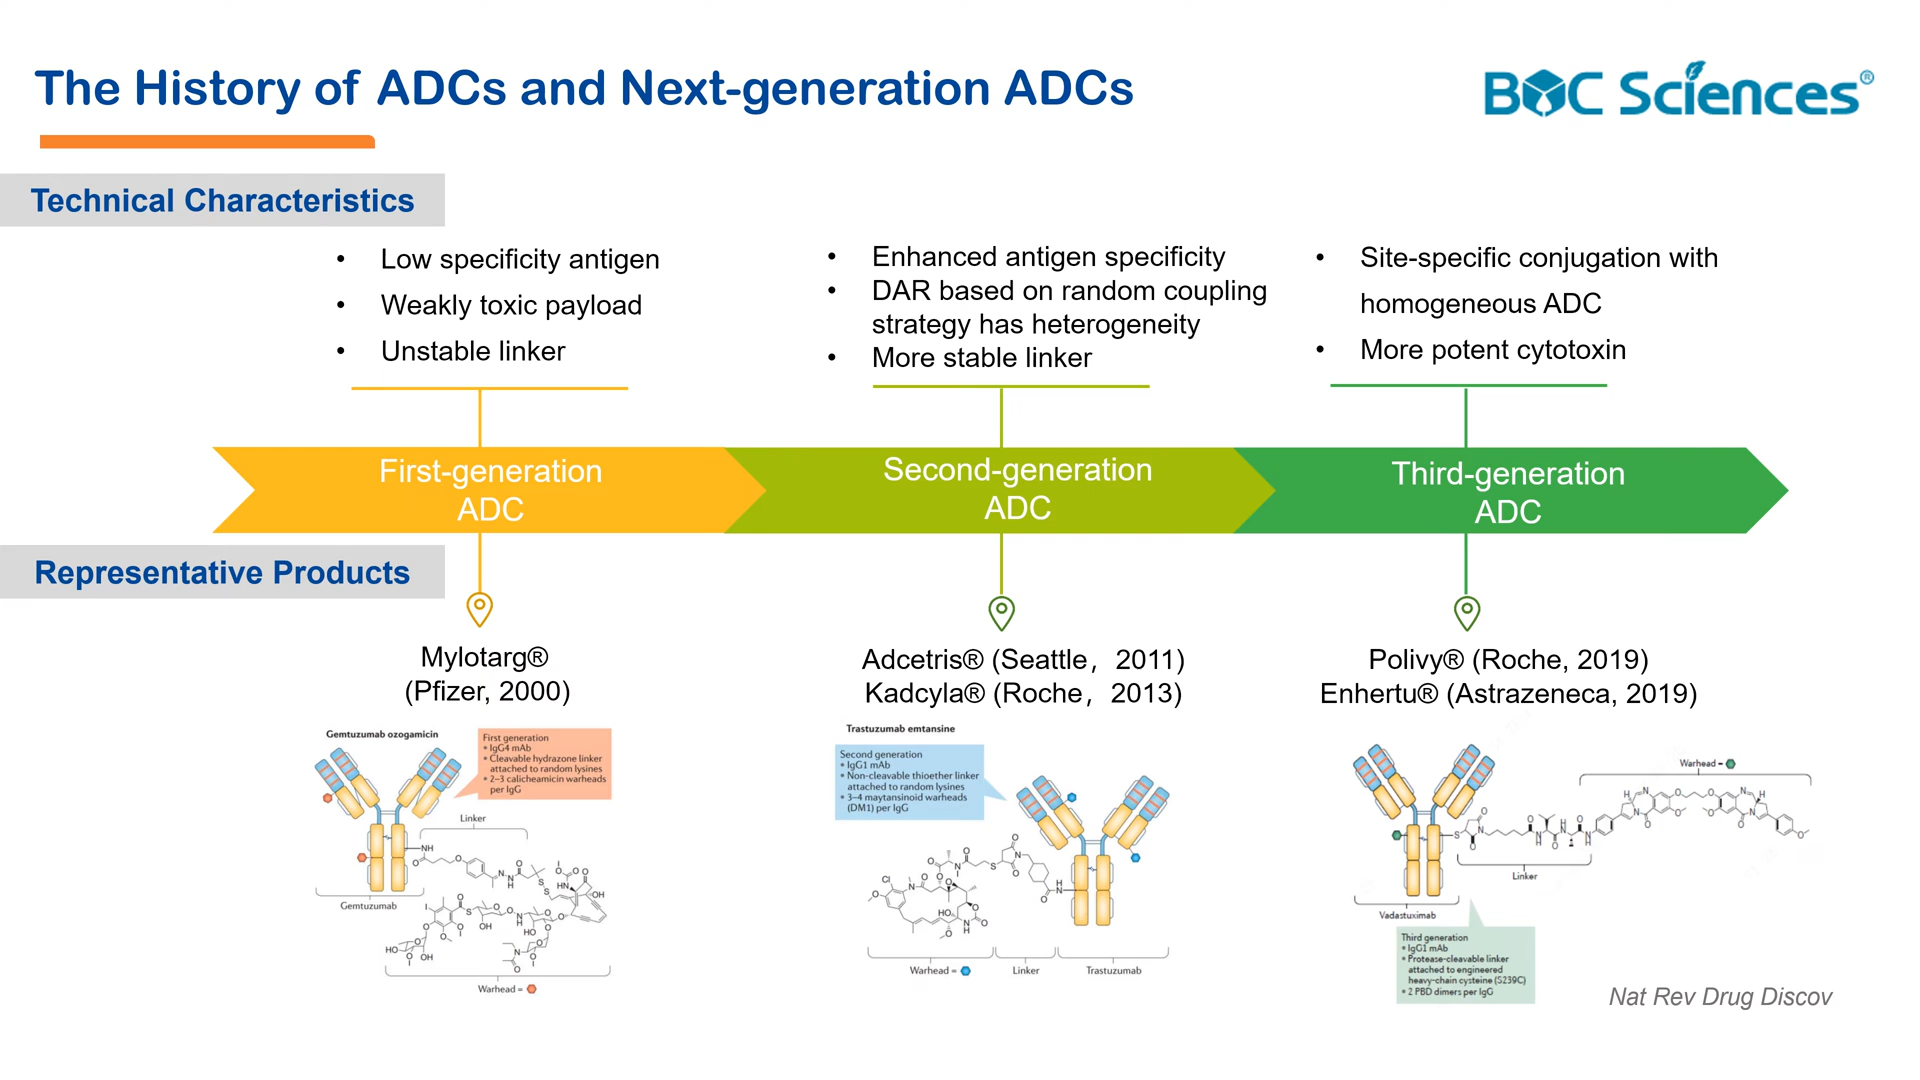 The History of ADCs and Next-generation ADCs
BOC Sciences®
Technical Characteristics
• Low specificity antigen
• Weakly toxic payload
• Unstable linker
• Enhanced antigen specificity
• DAR based on random coupling
strategy has heterogeneity
• More stable linker
• Site-specific conjugation with
homogeneous ADC
• More potent cytotoxin
First-generation
ADC
Second-generation
ADC
Third-generation
ADC
Representative Products
Mylotarg®
(Pfizer, 2000)
Adcetris® (Seattle，2011)
Kadcyla® (Roche，2013)
Polivy® (Roche, 2019)
Enhertu® (Astrazeneca, 2019)
Gemtuzumab ozogamicin
First generation
• IgG4 mAb
• Cleavable hydrazone linker
attached to random lysines
• 2–3 calicheamicin warheads
per IgG
Linker
Gemtuzumab
Warhead =
Trastuzumab emtansine
Second generation
• IgG1 mAb
• Non-cleavable thioether linker
attached to random lysines
• 3–4 maytansinoid warheads
(DM1) per IgG
Warhead =
Linker
Trastuzumab
Warhead =
Linker
Vadastuximab
Third generation
• IgG1 mAb
• Protease-cleavable linker
attached to engineered
heavy-chain cysteine (S239C)
• 2 PBD dimers per IgG
Nat Rev Drug Discov